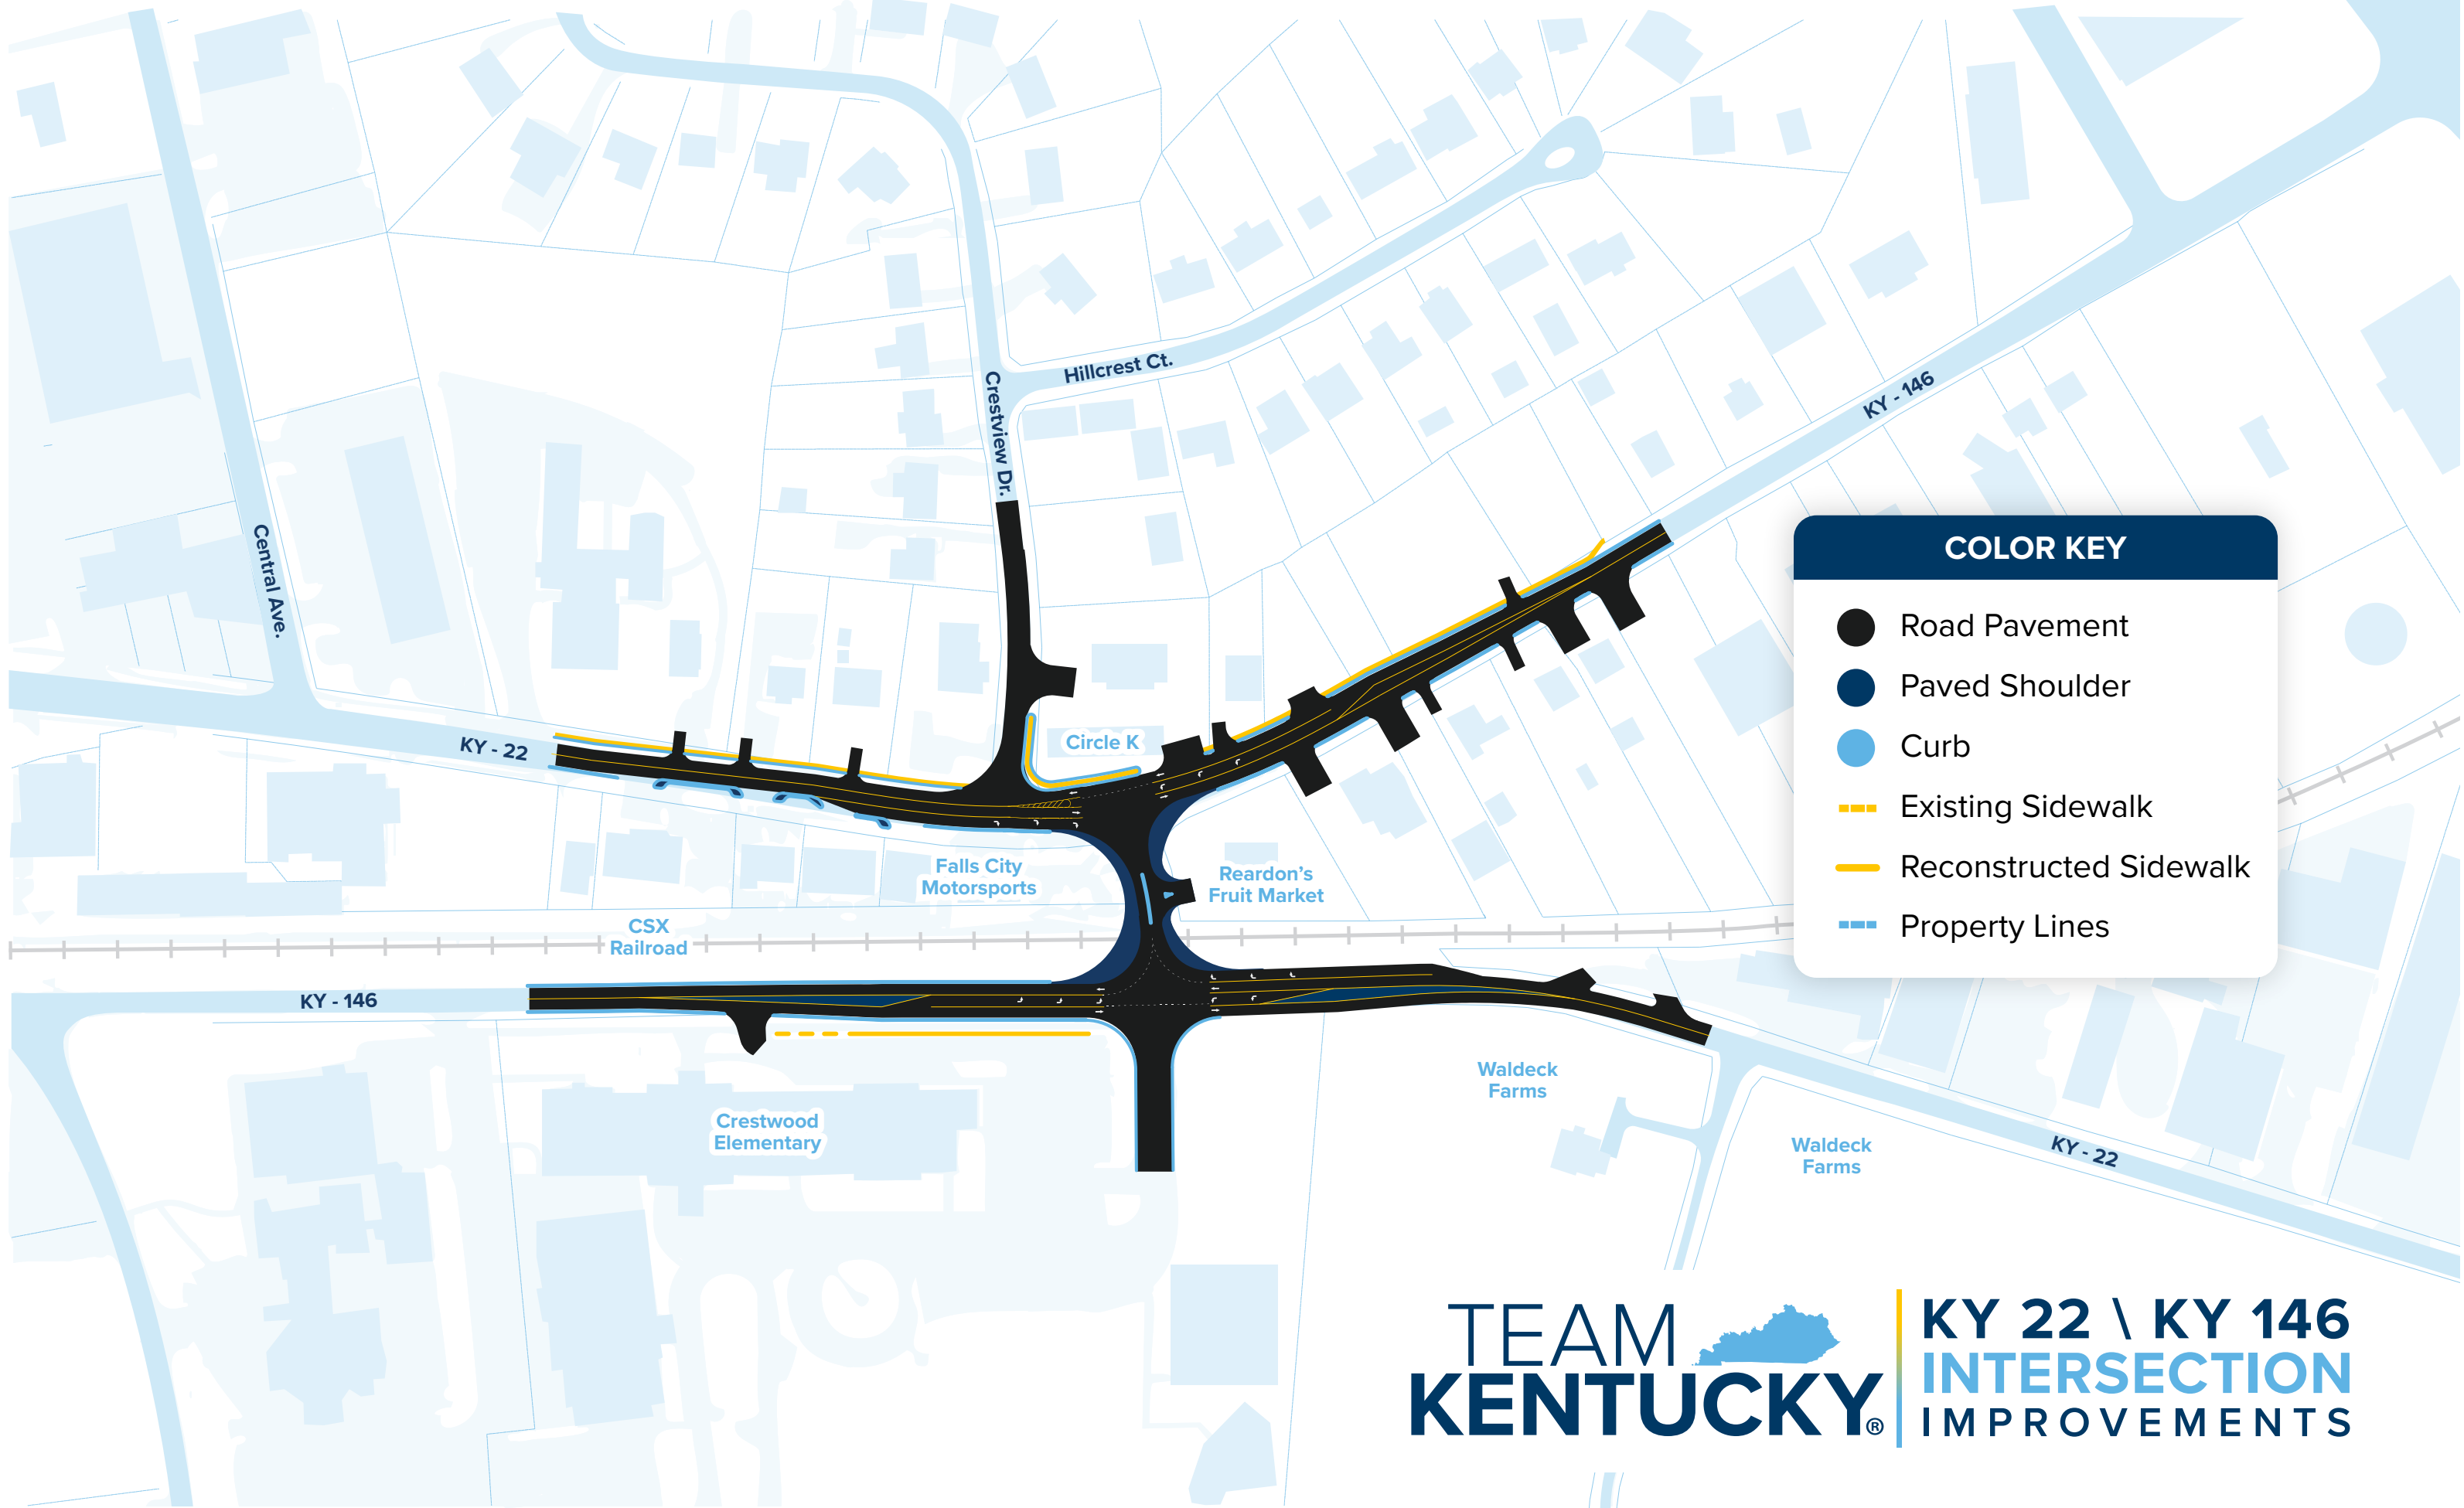 Hillcrest Ct.
Crestview Dr.
KY - 146
Central Ave.
KY - 22
Circle K
Falls City
Motorsports
Reardon's
Fruit Market
CSX
Railroad
KY - 146
Crestwood
Elementary
Waldeck
Farms
Waldeck
Farms
KY - 22
COLOR KEY
Road Pavement
Paved Shoulder
Curb
Existing Sidewalk
Reconstructed Sidewalk
Property Lines
TEAM
KENTUCKY®
KY 22 \ KY 146
INTERSECTION
IMPROVEMENTS